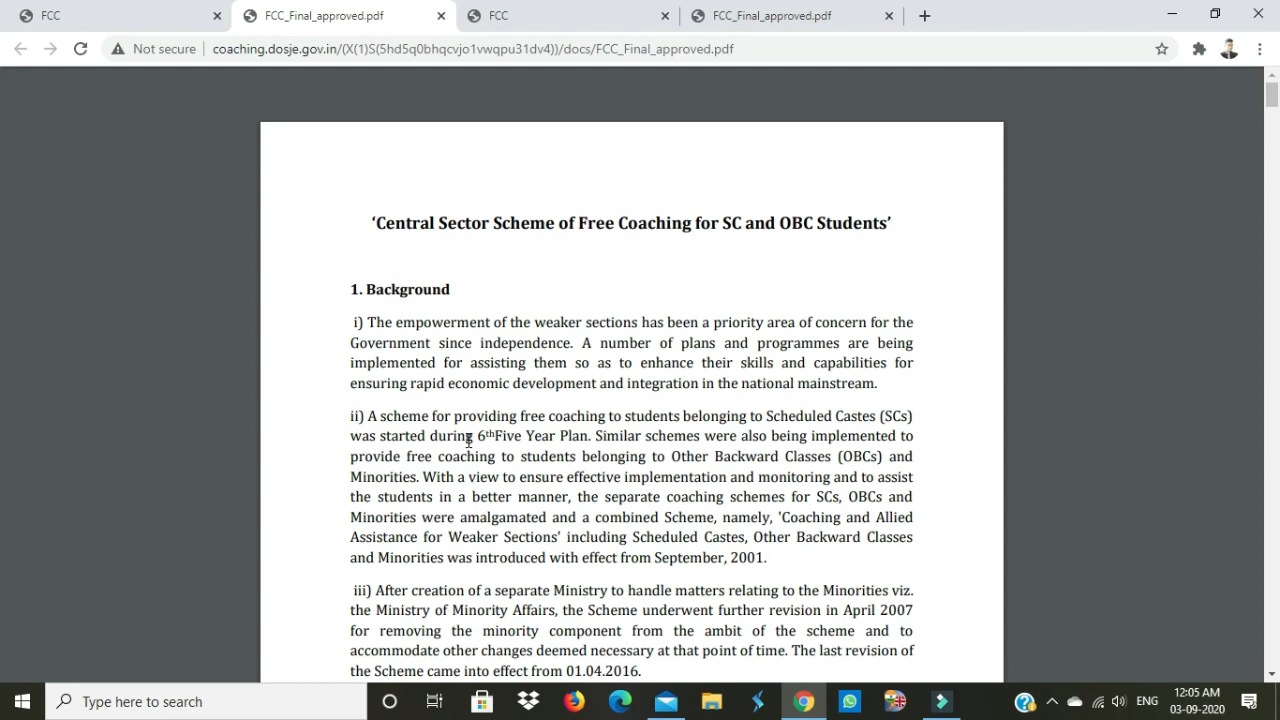 FCC
FCC_Final_approved.pdf
FCC
FCC_Final_approved.pdf
Not secure
coaching.dosje.gov.in/(X(1)S(5hd5q0bhqcvjo1vwqpu31dv4))/docs/FCC_Final_approved.pdf
‘Central Sector Scheme of Free Coaching for SC and OBC Students’
1. Background
i) The empowerment of the weaker sections has been a priority area of concern for the
Government since independence. A number of plans and programmes are being
implemented for assisting them so as to enhance their skills and capabilities for
ensuring rapid economic development and integration in the national mainstream.
ii) A scheme for providing free coaching to students belonging to Scheduled Castes (SCs)
was started during 6thFive Year Plan. Similar schemes were also being implemented to
provide free coaching to students belonging to Other Backward Classes (OBCs) and
Minorities. With a view to ensure effective implementation and monitoring and to assist
the students in a better manner, the separate coaching schemes for SCs, OBCs and
Minorities were amalgamated and a combined Scheme, namely, 'Coaching and Allied
Assistance for Weaker Sections' including Scheduled Castes, Other Backward Classes
and Minorities was introduced with effect from September, 2001.
iii) After creation of a separate Ministry to handle matters relating to the Minorities viz.
the Ministry of Minority Affairs, the Scheme underwent further revision in April 2007
for removing the minority component from the ambit of the scheme and to
accommodate other changes deemed necessary at that point of time. The last revision of
the Scheme came into effect from 01.04.2016.
Type here to search
ENG
12:05 AM
03-09-2020